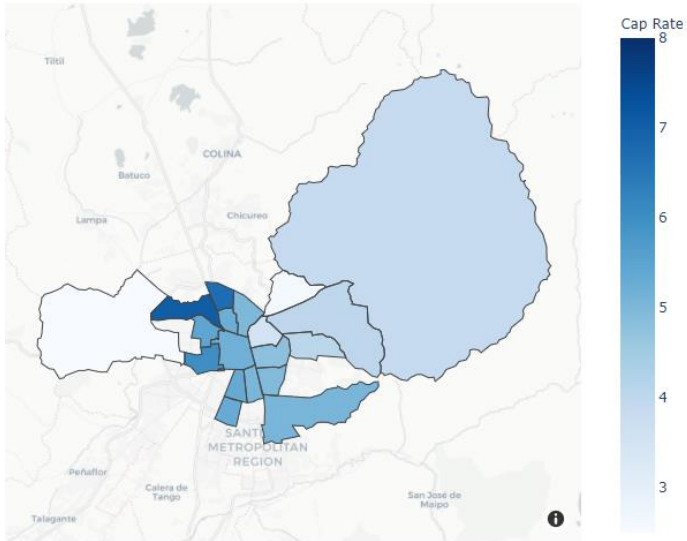 Cap Rate
8
7
6
5
4
3
Tiltil
COLINA
Batuco
Chicureo
Lampa
SANT
METROPOLITAN
REGION
Peñaflor
Calera de
Tango
San José de
Maipo
Talagante
i